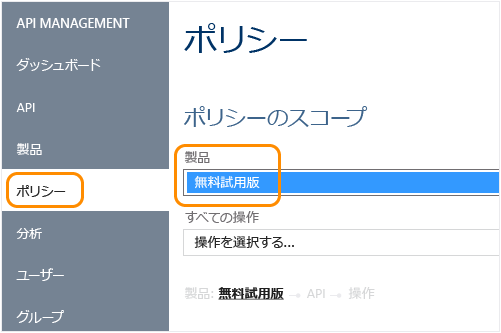 API MANAGEMENT
ダッシュボード
API
製品
ポリシー
分析
ユーザー
グループ
ポリシー
ポリシーのスコープ
製品
無料試用版
すべての操作
操作を選択する...
製品: 無料試用版 → API → 操作